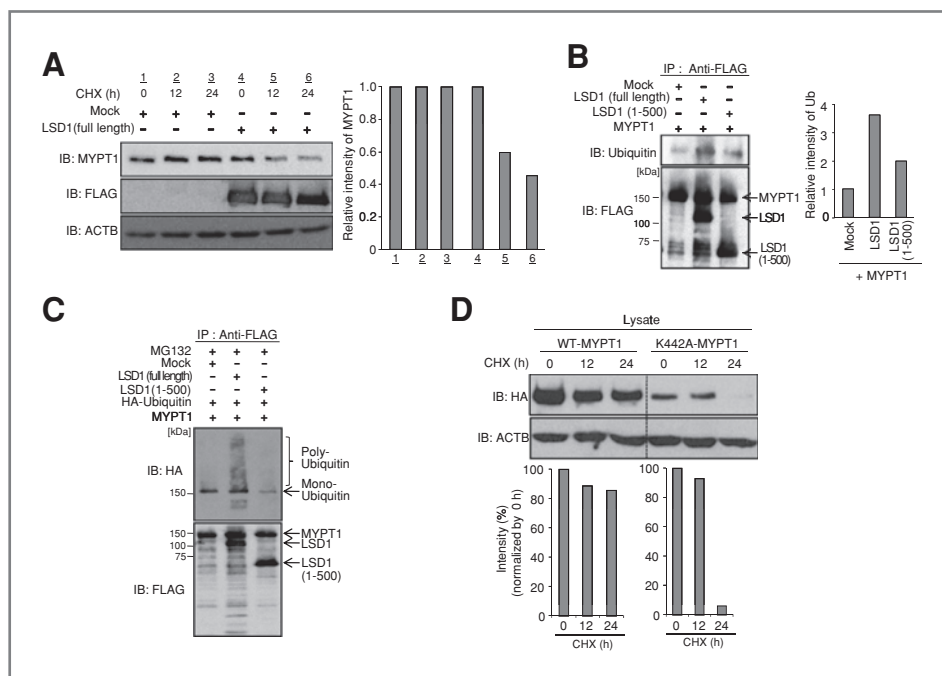 A
1 2 3 4 5 6
CHX (h) 0 12 24 0 12 24
Mock + + + - - -
LSD1(full length) - - - + + +
IB: MYPT1
IB: FLAG
IB: ACTB
Relative intensity of MYPT1
1.0
0.8
0.6
0.4
0.2
0
1 2 3 4 5 6
B
IP : Anti-FLAG
Mock + - -
LSD1 (full length) - + -
LSD1 (1-500) - - +
MYPT1 + + +
IB: Ubiquitin
[kDa]
150
100
75
IB: FLAG
MYPT1
LSD1
LSD1
(1-500)
Relative intensity of Ub
4
3
2
1
0
Mock
LSD1
LSD1
(1-500)
+ MYPT1
C
IP : Anti-FLAG
MG132 + + +
Mock + - -
LSD1 (full length) - + -
LSD1 (1-500) - - +
HA-Ubiquitin + + +
MYPT1 + + +
[kDa]
IB: HA
150
Poly-
Ubiquitin
Mono-
Ubiquitin
150
100
75
IB: FLAG
MYPT1
LSD1
LSD1
(1-500)
D
Lysate
WT-MYPT1 K442A-MYPT1
CHX (h) 0 12 24 0 12 24
IB: HA
IB: ACTB
Intensity (%)
(normalized by 0 h)
100
80
60
40
20
0
0 12 24
CHX (h)
100
80
60
40
20
0
0 12 24
CHX (h)